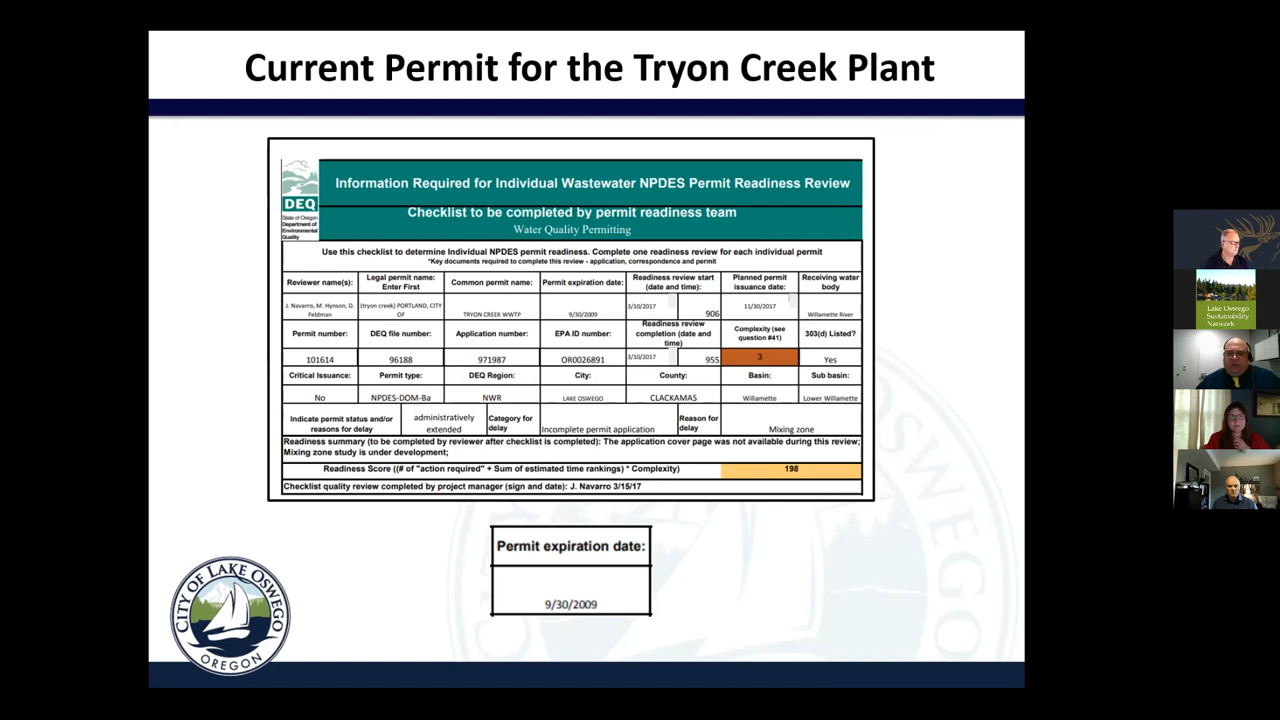 Current Permit for the Tryon Creek Plant
DEQ
State of Oregon
Department of
Environmental
Quality
Information Required for Individual Wastewater NPDES Permit Readiness Review
Checklist to be completed by permit readiness team
Water Quality Permitting
Use this checklist to determine Individual NPDES permit readiness. Complete one readiness review for each individual permit
*Key documents required to complete this review - application, correspondence and permit
Reviewer name(s): Legal permit name: Enter First Common permit name: Permit expiration date: Readiness review start (date and time): Planned permit issuance date: Receiving water body
J. Navarro, M. Hynson, D. Feldman (tryon creek) PORTLAND, CITY OF TRYON CREEK WWTP 9/30/2009 3/10/2017 906 11/30/2017 Willamette River
Permit number: DEQ file number: Application number: EPA ID number: Readiness review completion (date and time) Complexity (see question #41) 303(d) Listed?
101614 96188 971987 OR0026891 3/10/2017 955 3 Yes
Critical Issuance: Permit type: DEQ Region: City: County: Basin: Sub basin:
No NPDES-DOM-Ba NWR LAKE OSWEGO CLACKAMAS Willamette Lower Willamette
Indicate permit status and/or reasons for delay administratively extended Category for delay Incomplete permit application Reason for delay Mixing zone
Readiness summary (to be completed by reviewer after checklist is completed): The application cover page was not available during this review;
Mixing zone study is under development;
Readiness Score ((# of "action required" + Sum of estimated time rankings) * Complexity) 198
Checklist quality review completed by project manager (sign and date): J. Navarro 3/15/17
Permit expiration date:
9/30/2009
CITY OF LAKE OSWEGO
OREGON
Lake Oswego
Sustainability
Network